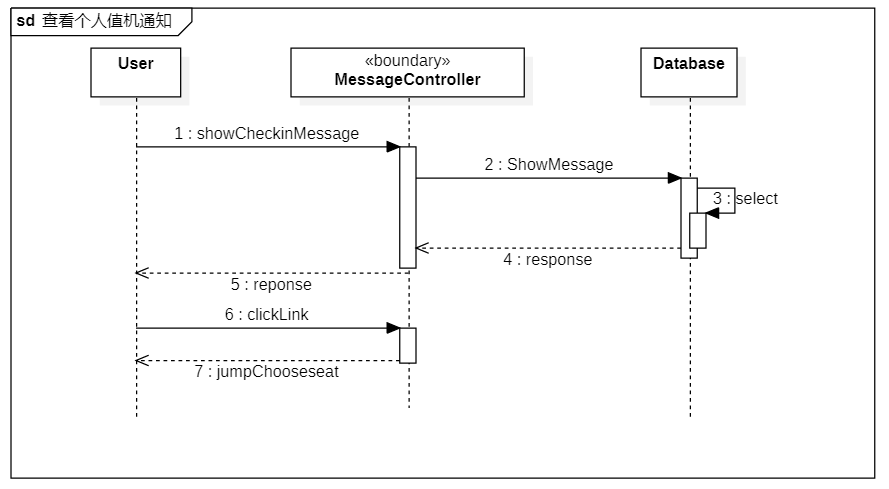 sd 查看个人值机通知
User
«boundary»
MessageController
Database
1 : showCheckinMessage
2 : ShowMessage
3 : select
4 : response
5 : reponse
6 : clickLink
7 : jumpChooseseat